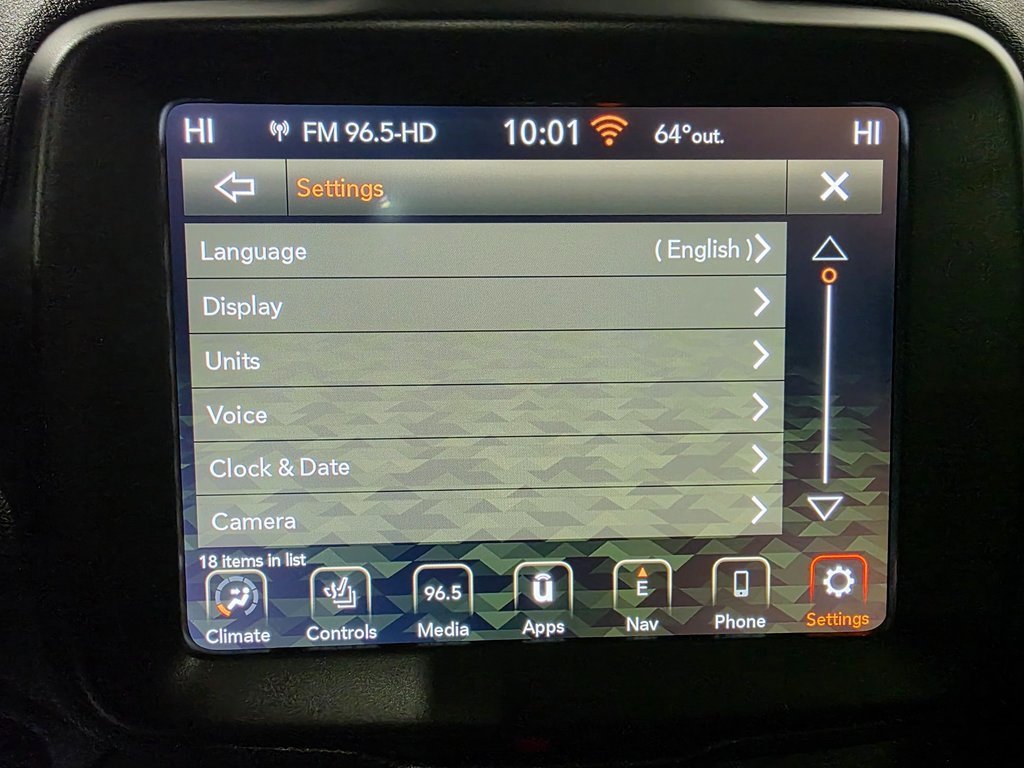 HI FM 96.5-HD 10:01 64°out. HI
Settings
Language (English)
Display
Units
Voice
Clock & Date
Camera
18 items in list
96.5 ū E
Climate Controls Media Apps Nav Phone Settings